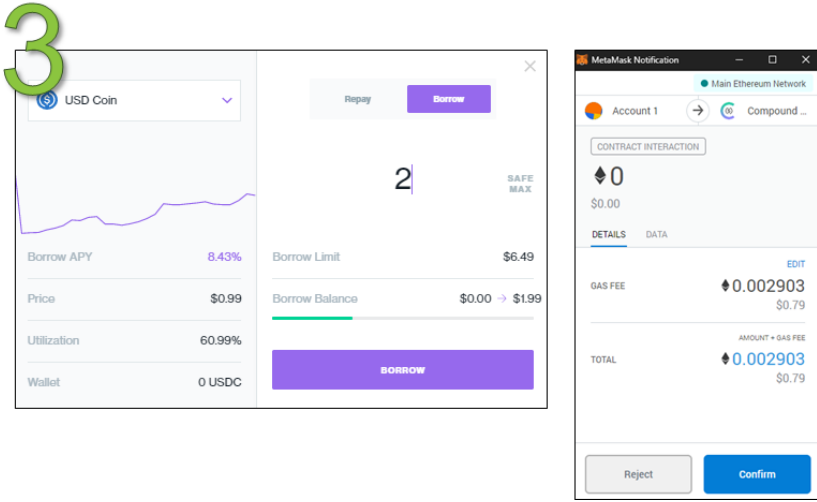 3
USD Coin
Repay Borrow
2
SAFE
MAX
Borrow APY 8.43%
Price $0.99
Utilization 60.99%
Wallet 0 USDC
Borrow Limit $6.49
Borrow Balance $0.00 → $1.99
BORROW
MetaMask Notification
Main Ethereum Network
Account 1 → Compound ...
CONTRACT INTERACTION
0
$0.00
DETAILS DATA
EDIT
GAS FEE 0.002903
$0.79
AMOUNT + GAS FEE
TOTAL 0.002903
$0.79
Reject Confirm